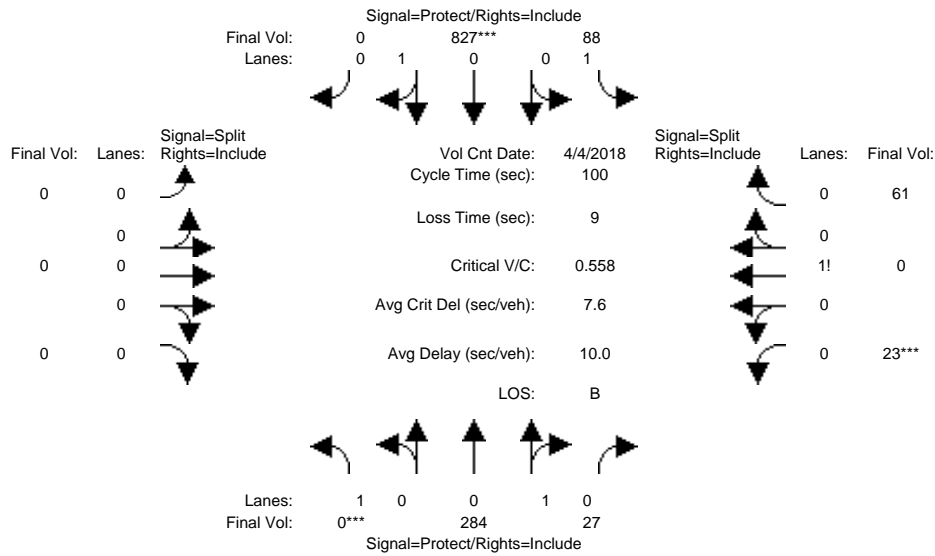 Signal=Protect/Rights=Include
Final Vol: 0 827*** 88
Lanes: 0 1 0 0 1
Signal=Split
Final Vol: Lanes: Rights=Include
Vol Cnt Date: 4/4/2018
Signal=Split
Rights=Include Lanes: Final Vol:
Cycle Time (sec): 100
0 0
0 61
Loss Time (sec): 9
0
0
0 0
Critical V/C: 0.558
1! 0
0
Avg Crit Del (sec/veh): 7.6
0
0 0
Avg Delay (sec/veh): 10.0
0 23***
LOS: B
Lanes: 1 0 0 1 0
Final Vol: 0*** 284 27
Signal=Protect/Rights=Include